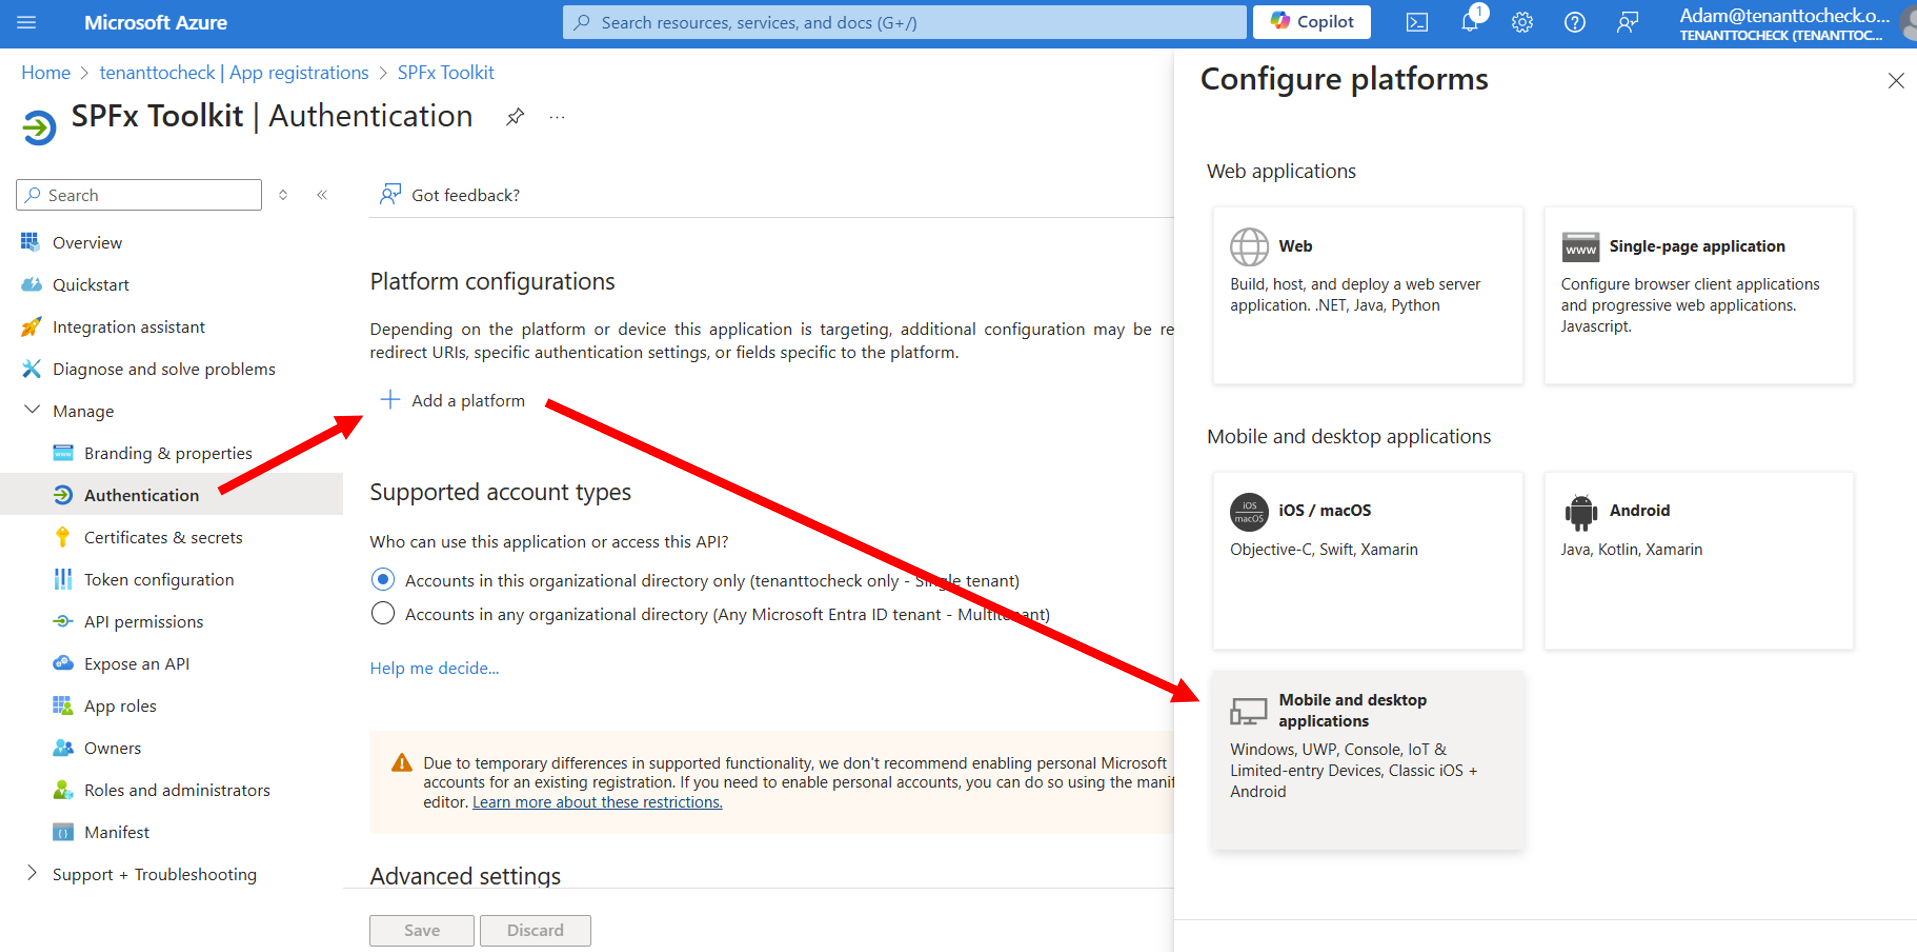 Microsoft Azure
Search resources, services, and docs (G+/)
Copilot
1
Adam@tenanttocheck.o...
TENANTTOCHECK (TENANTTOC...
Home > tenanttocheck | App registrations > SPFx Toolkit
SPFx Toolkit | Authentication
...
Search
Got feedback?
Overview
Quickstart
Integration assistant
Diagnose and solve problems
Manage
Branding & properties
Authentication
Certificates & secrets
Token configuration
API permissions
Expose an API
App roles
Owners
Roles and administrators
Manifest
Support + Troubleshooting
Platform configurations
Depending on the platform or device this application is targeting, additional configuration may be re
redirect URIs, specific authentication settings, or fields specific to the platform.
Add a platform
Supported account types
Who can use this application or access this API?
Accounts in this organizational directory only (tenanttocheck only - Single tenant)
Accounts in any organizational directory (Any Microsoft Entra ID tenant - Multitenant)
Help me decide...
Due to temporary differences in supported functionality, we don't recommend enabling personal Microsoft
accounts for an existing registration. If you need to enable personal accounts, you can do so using the manif
editor. Learn more about these restrictions.
Advanced settings
Save
Discard
Configure platforms
Web applications
Web
Build, host, and deploy a web server
application. .NET, Java, Python
www
Single-page application
Configure browser client applications
and progressive web applications.
Javascript.
Mobile and desktop applications
iOS
macOS
iOS / macOS
Objective-C, Swift, Xamarin
Android
Java, Kotlin, Xamarin
Mobile and desktop
applications
Windows, UWP, Console, IoT &
Limited-entry Devices, Classic iOS +
Android